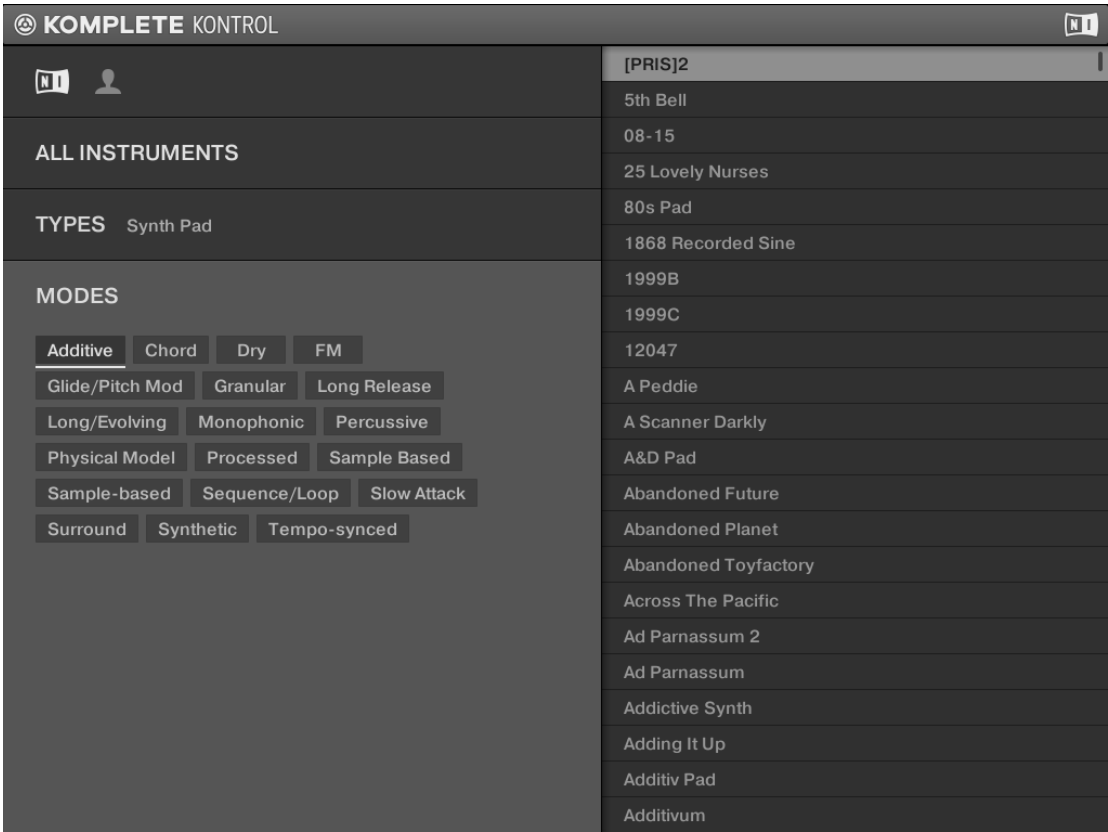 KOMPLETE KONTROL
NI
NI
ALL INSTRUMENTS
TYPES Synth Pad
MODES
Additive Chord Dry FM
Glide/Pitch Mod Granular Long Release
Long/Evolving Monophonic Percussive
Physical Model Processed Sample Based
Sample-based Sequence/Loop Slow Attack
Surround Synthetic Tempo-synced
[PRIS]2
5th Bell
08-15
25 Lovely Nurses
80s Pad
1868 Recorded Sine
1999B
1999C
12047
A Peddie
A Scanner Darkly
A&D Pad
Abandoned Future
Abandoned Planet
Abandoned Toyfactory
Across The Pacific
Ad Parnassum 2
Ad Parnassum
Addictive Synth
Adding It Up
Additiv Pad
Additivum